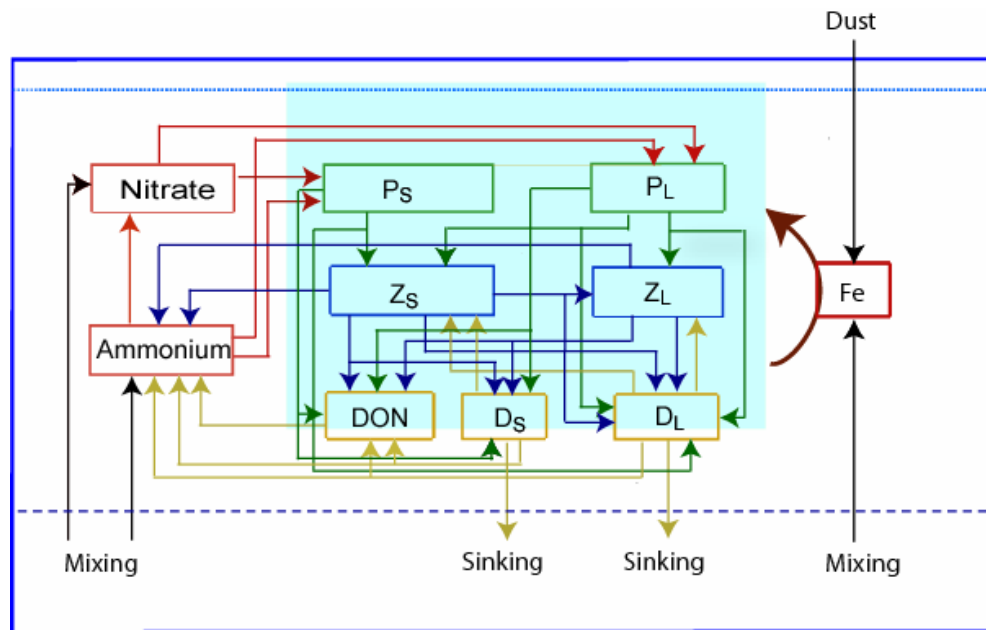 Dust
Nitrate
PS
PL
ZS
ZL
Fe
Ammonium
DON
DS
DL
Mixing
Sinking
Sinking
Mixing